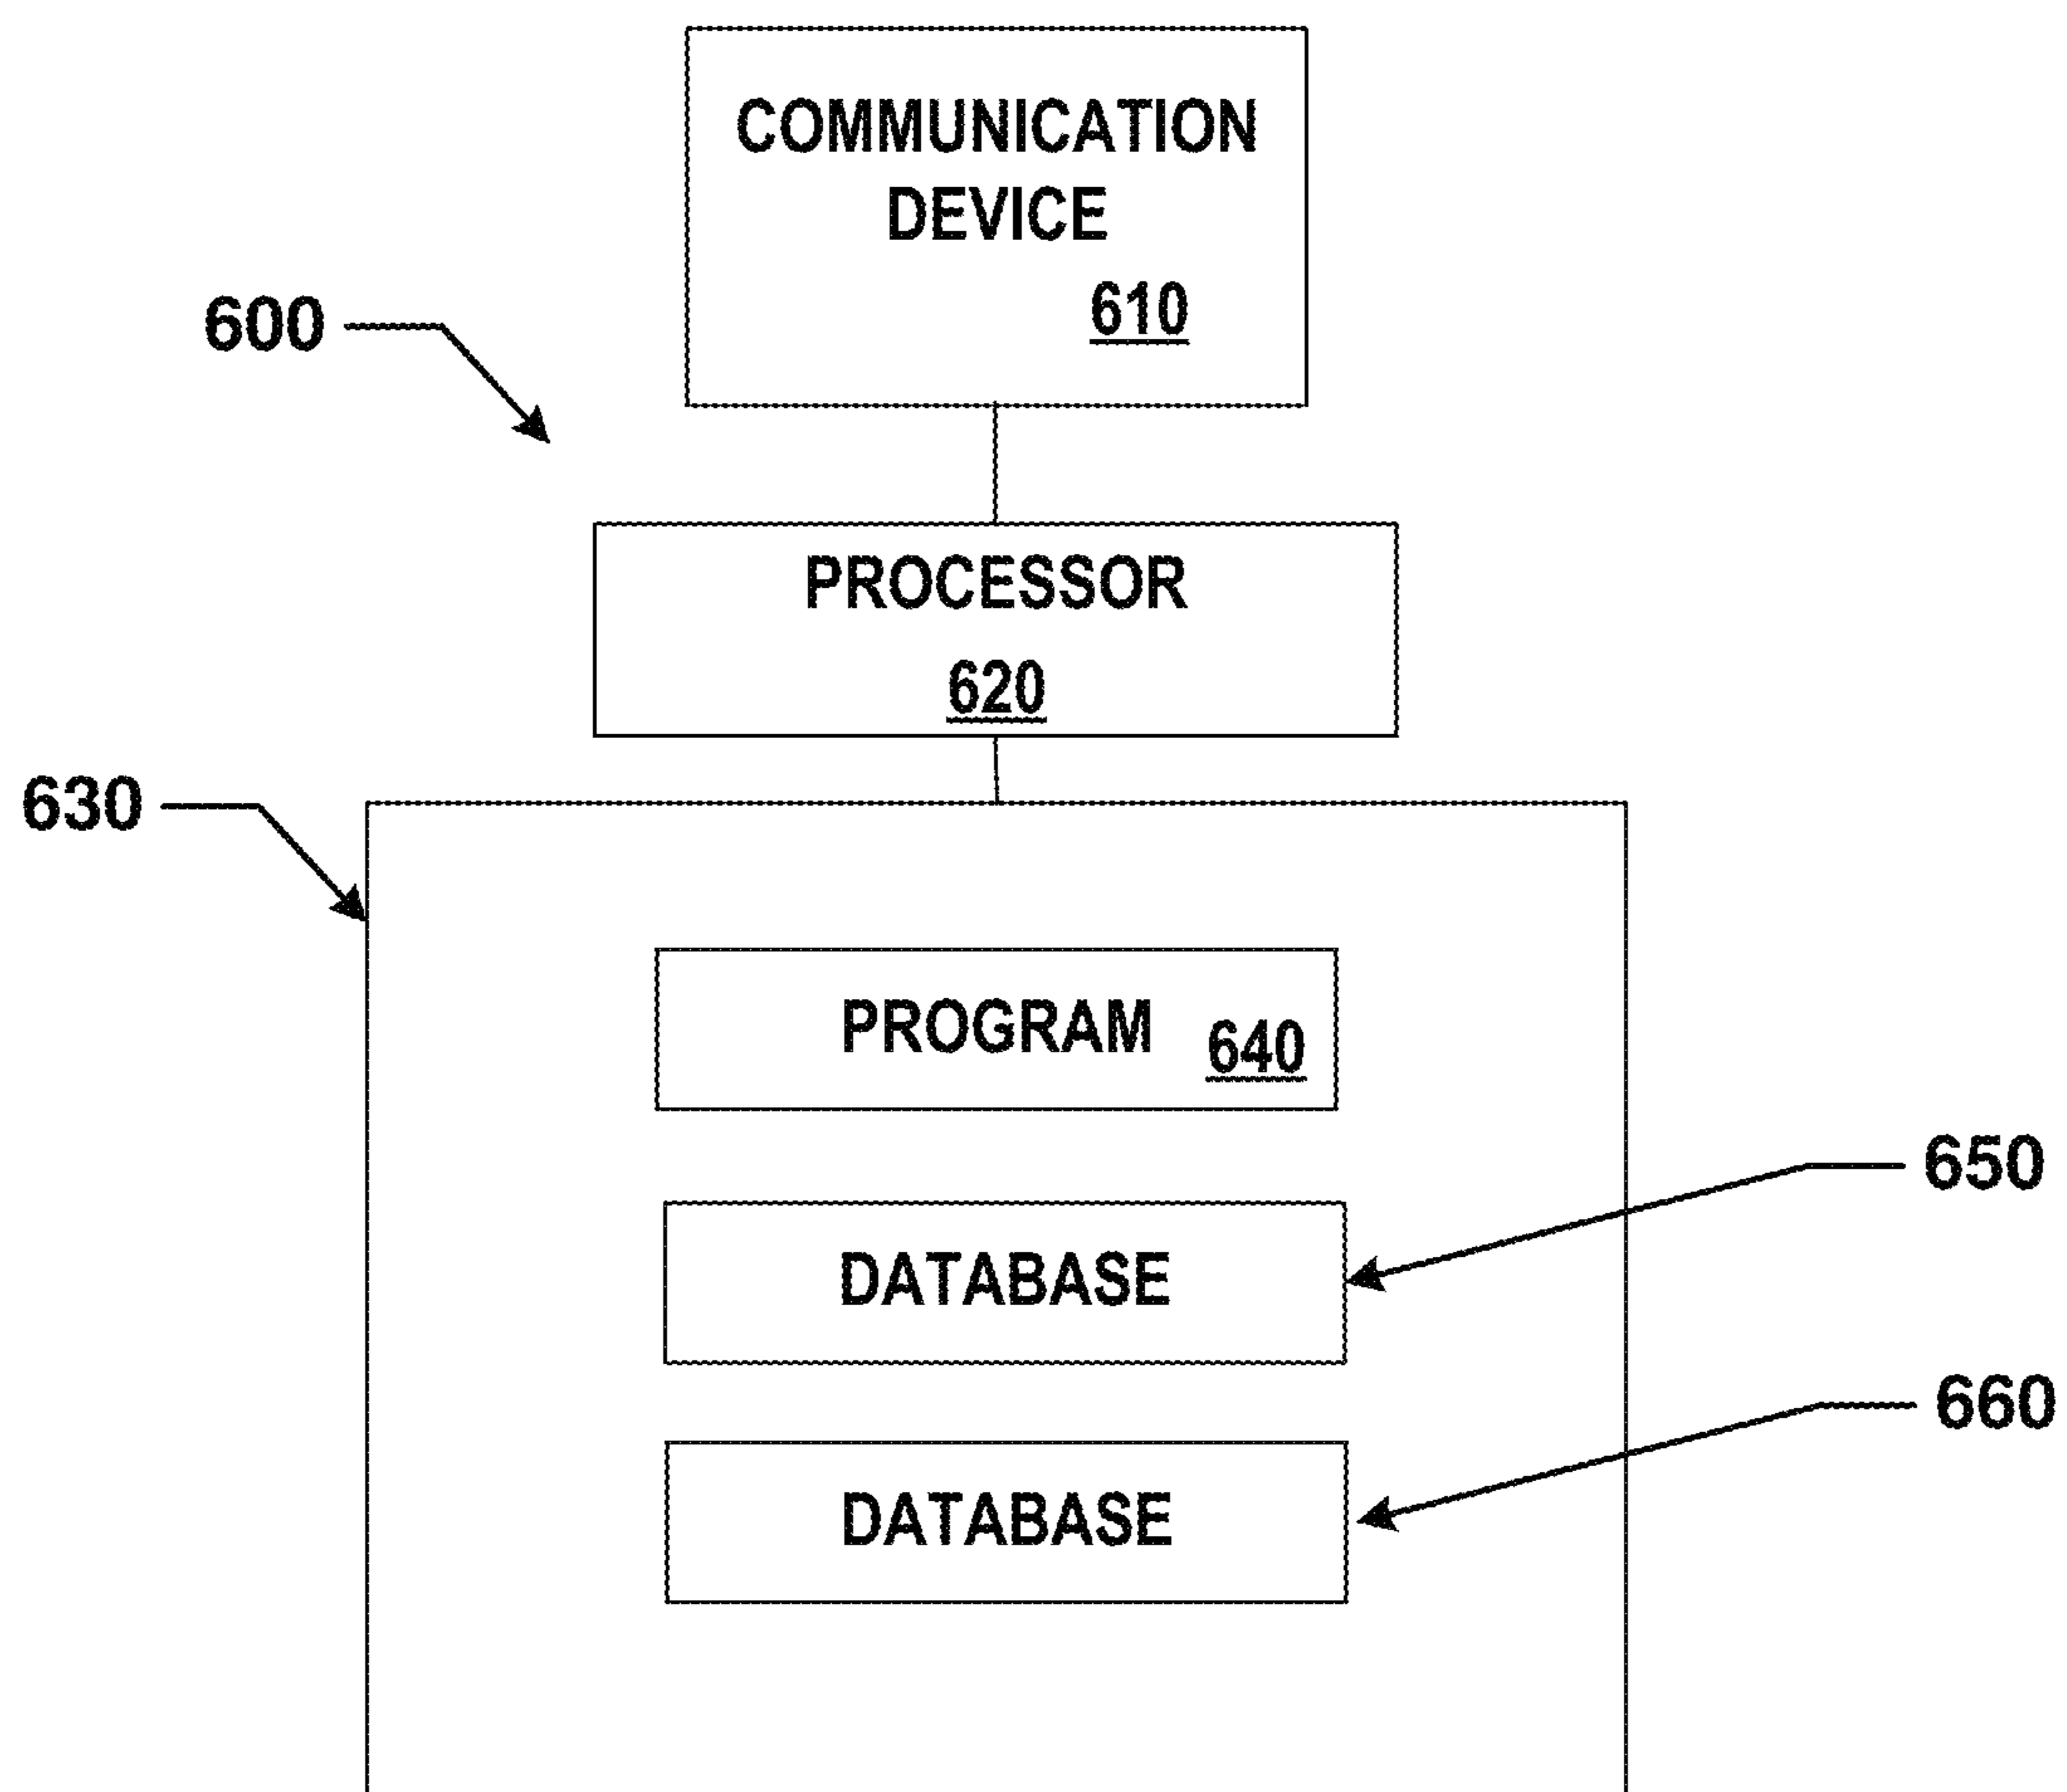 COMMUNICATION
DEVICE
610
600
PROCESSOR
620
630
PROGRAM 640
650
DATABASE
660
DATABASE